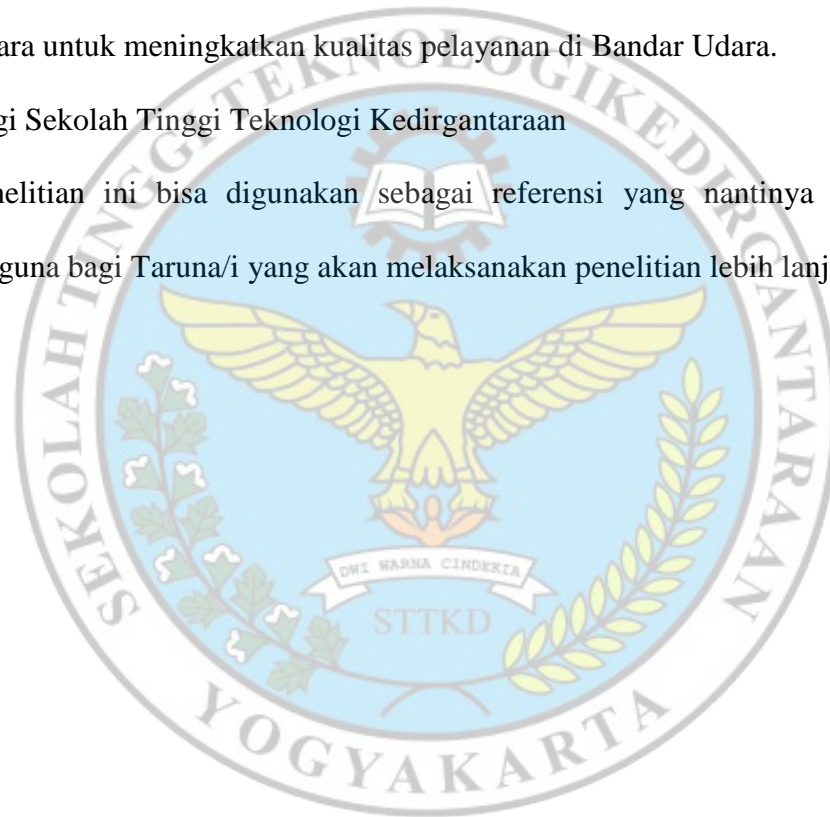 ara untuk meningkatkan kualitas pelayanan di Bandar Udara.
gi Sekolah Tinggi Teknologi Kedirgantaraan
nelitian ini bisa digunakan sebagai referensi yang nantinya
guna bagi Taruna/i yang akan melaksanakan penelitian lebih lanj
SEKOLAH TINGGI TEKNOLOGI KEDIRGANTARAAN
DWI WARNA CINDEKIA
STTKD
YOGYAKARTA